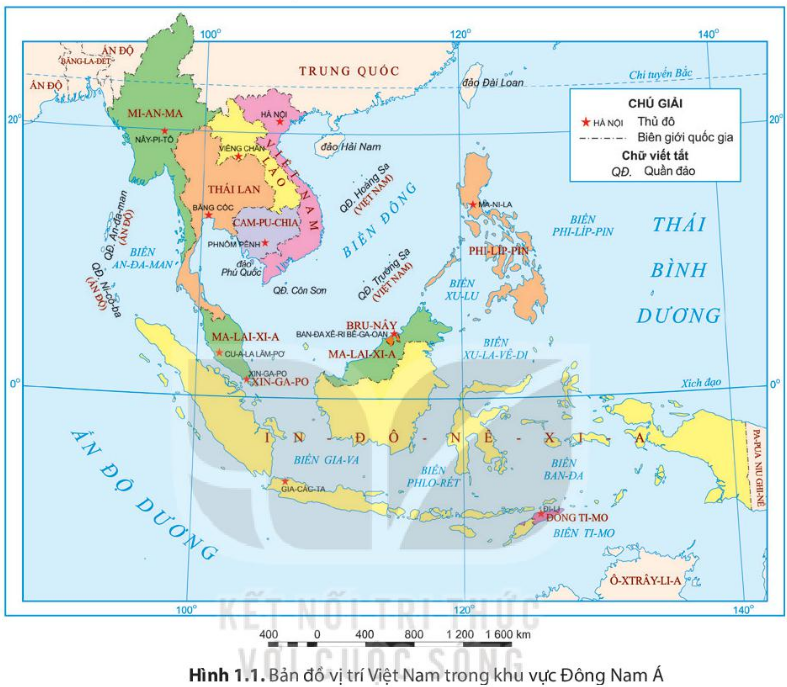 100°
120°
140°
ẤN ĐỘ
BĂNG-LA-ĐÉT
ẤN ĐỘ
TRUNG QUỐC
đảo Đài Loan
Chí tuyến Bắc
CHÚ GIẢI
HÀ NỘI Thủ đô
Biên giới quốc gia
Chữ viết tắt
QĐ. Quần đảo
MI-AN-MA
NÂY-PI-TÔ
HÀ NỘI
20°
20°
VIÊNG CHĂN
LÀO
VIỆT NAM
đảo Hải Nam
THÁI LAN
BĂNG CỐC
CAM-PU-CHIA
PHNÔM PÊNH
đảo
Phú Quốc
QĐ. Côn Sơn
QĐ. Hoàng Sa
(VIỆT NAM)
BIỂN ĐÔNG
QĐ. Trường Sa
(VIỆT NAM)
MA-NI-LA
PHI-LÍP-PIN
BIỂN
PHI-LÍP-PIN
THÁI
BÌNH
DƯƠNG
QĐ. An-đa-man
(ẤN ĐỘ)
BIỂN
AN-ĐA-MAN
QĐ. Ni-cô-ba
(ẤN ĐỘ)
BIỂN
XU-LU
BRU-NÂY
BAN-ĐA XÊ-RI BÊ-GA-OAN
MA-LAI-XI-A
MA-LAI-XI-A
CU-A-LA LĂM-PƠ
XIN-GA-PO
XIN-GA-PO
BIỂN
XU-LA-VÊ-DI
0°
Xích đạo
0°
IN-ĐÔ-NÊ-XI-A
PA-PUA NIU GHI-NÊ
ẤN ĐỘ DƯƠNG
BIỂN GIA-VA
BIỂN
PHLO-RÉT
BIỂN
BAN-ĐA
GIA-CÁC-TA
ĐI-LI
ĐÔNG TI-MO
BIỂN TI-MO
Ô-XTRÂY-LI-A
100°
120°
140°
KẾT NỐI TRI THỨC
VỚI CUỘC SỐNG
400 0 400 800 1 200 1 600 km
Hình 1.1. Bản đồ vị trí Việt Nam trong khu vực Đông Nam Á